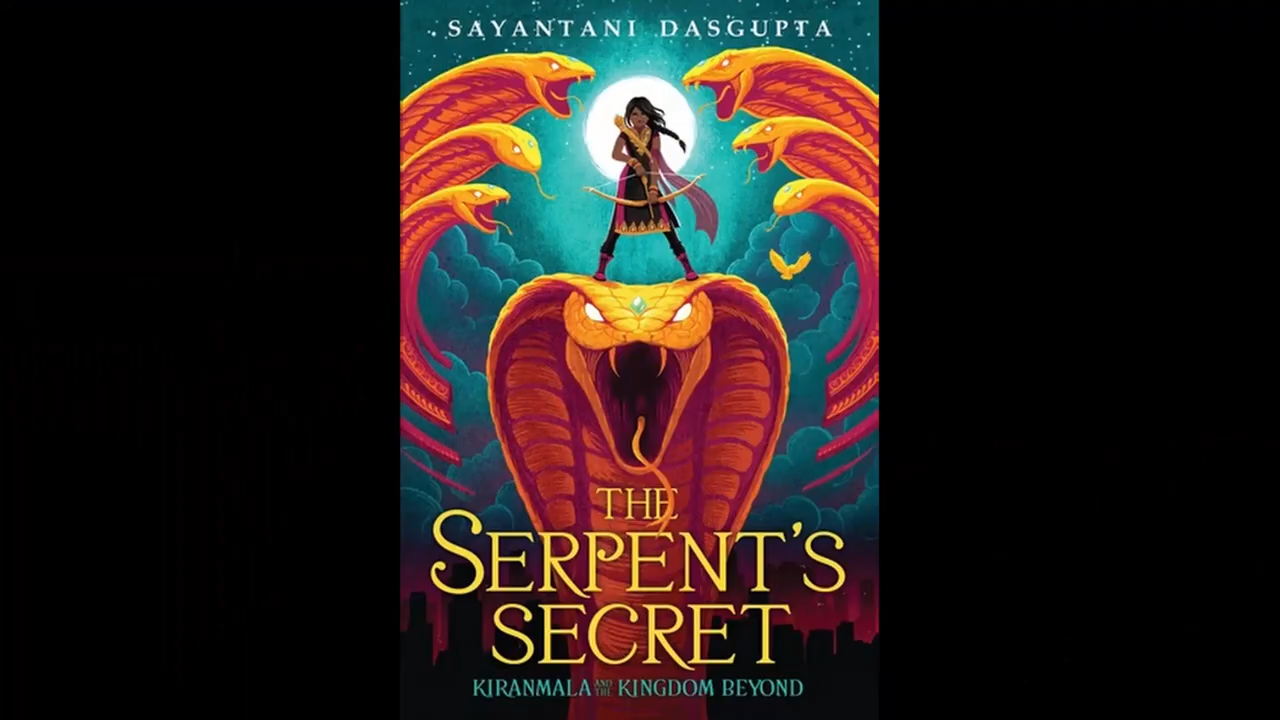 SAYANTANI DASGUPTA
THE
SERPENT'S
SECRET
KIRANMALA AND THE KINGDOM BEYOND